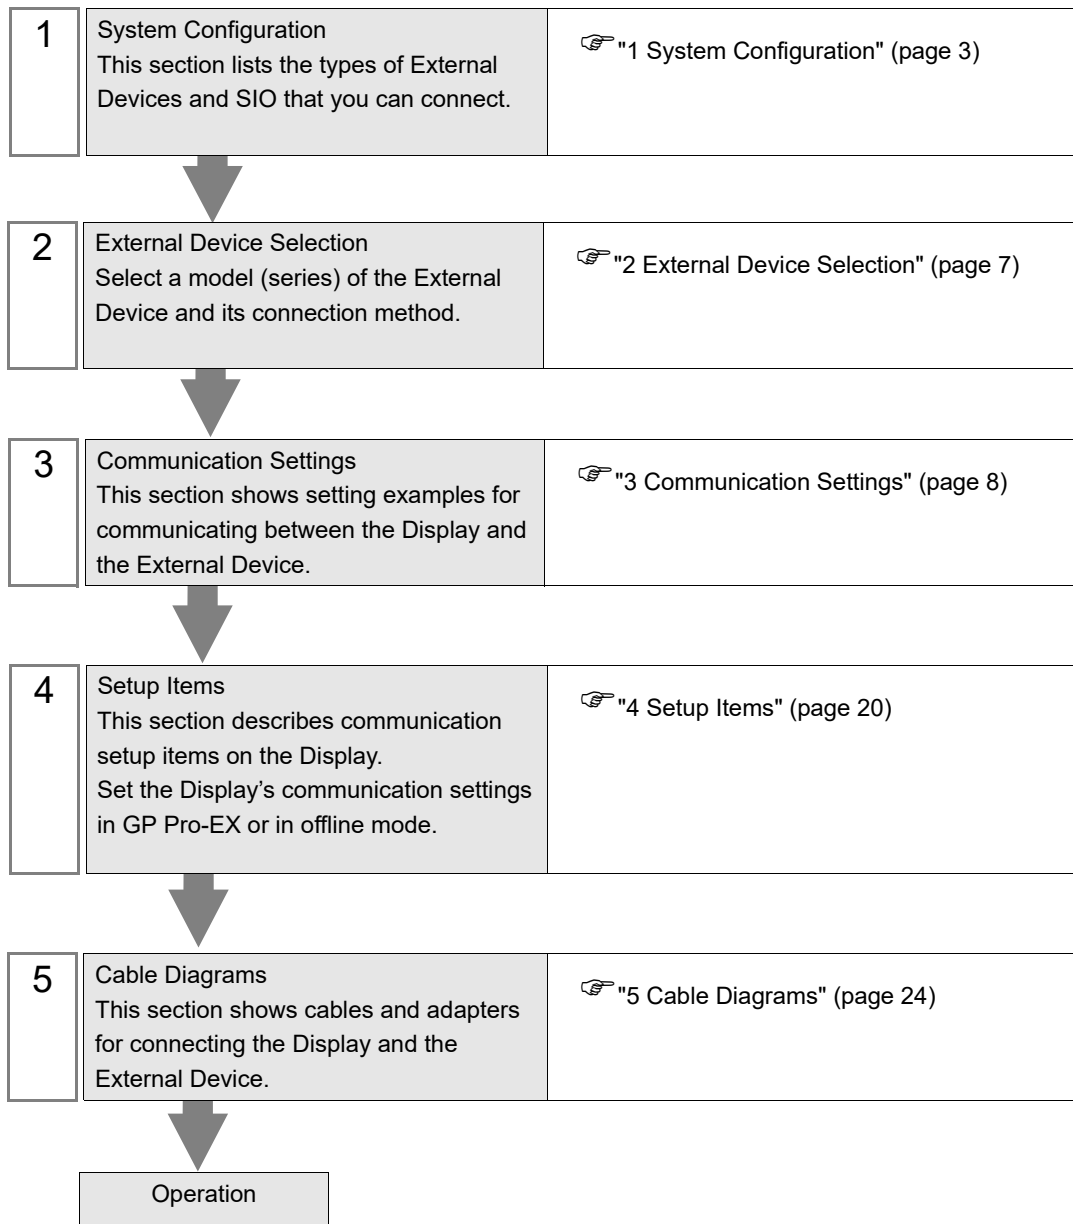 1
System Configuration
This section lists the types of External
Devices and SIO that you can connect.
"1 System Configuration" (page 3)
2
External Device Selection
Select a model (series) of the External
Device and its connection method.
"2 External Device Selection" (page 7)
3
Communication Settings
This section shows setting examples for
communicating between the Display and
the External Device.
"3 Communication Settings" (page 8)
4
Setup Items
This section describes communication
setup items on the Display.
Set the Display’s communication settings
in GP Pro-EX or in offline mode.
"4 Setup Items" (page 20)
5
Cable Diagrams
This section shows cables and adapters
for connecting the Display and the
External Device.
"5 Cable Diagrams" (page 24)
Operation